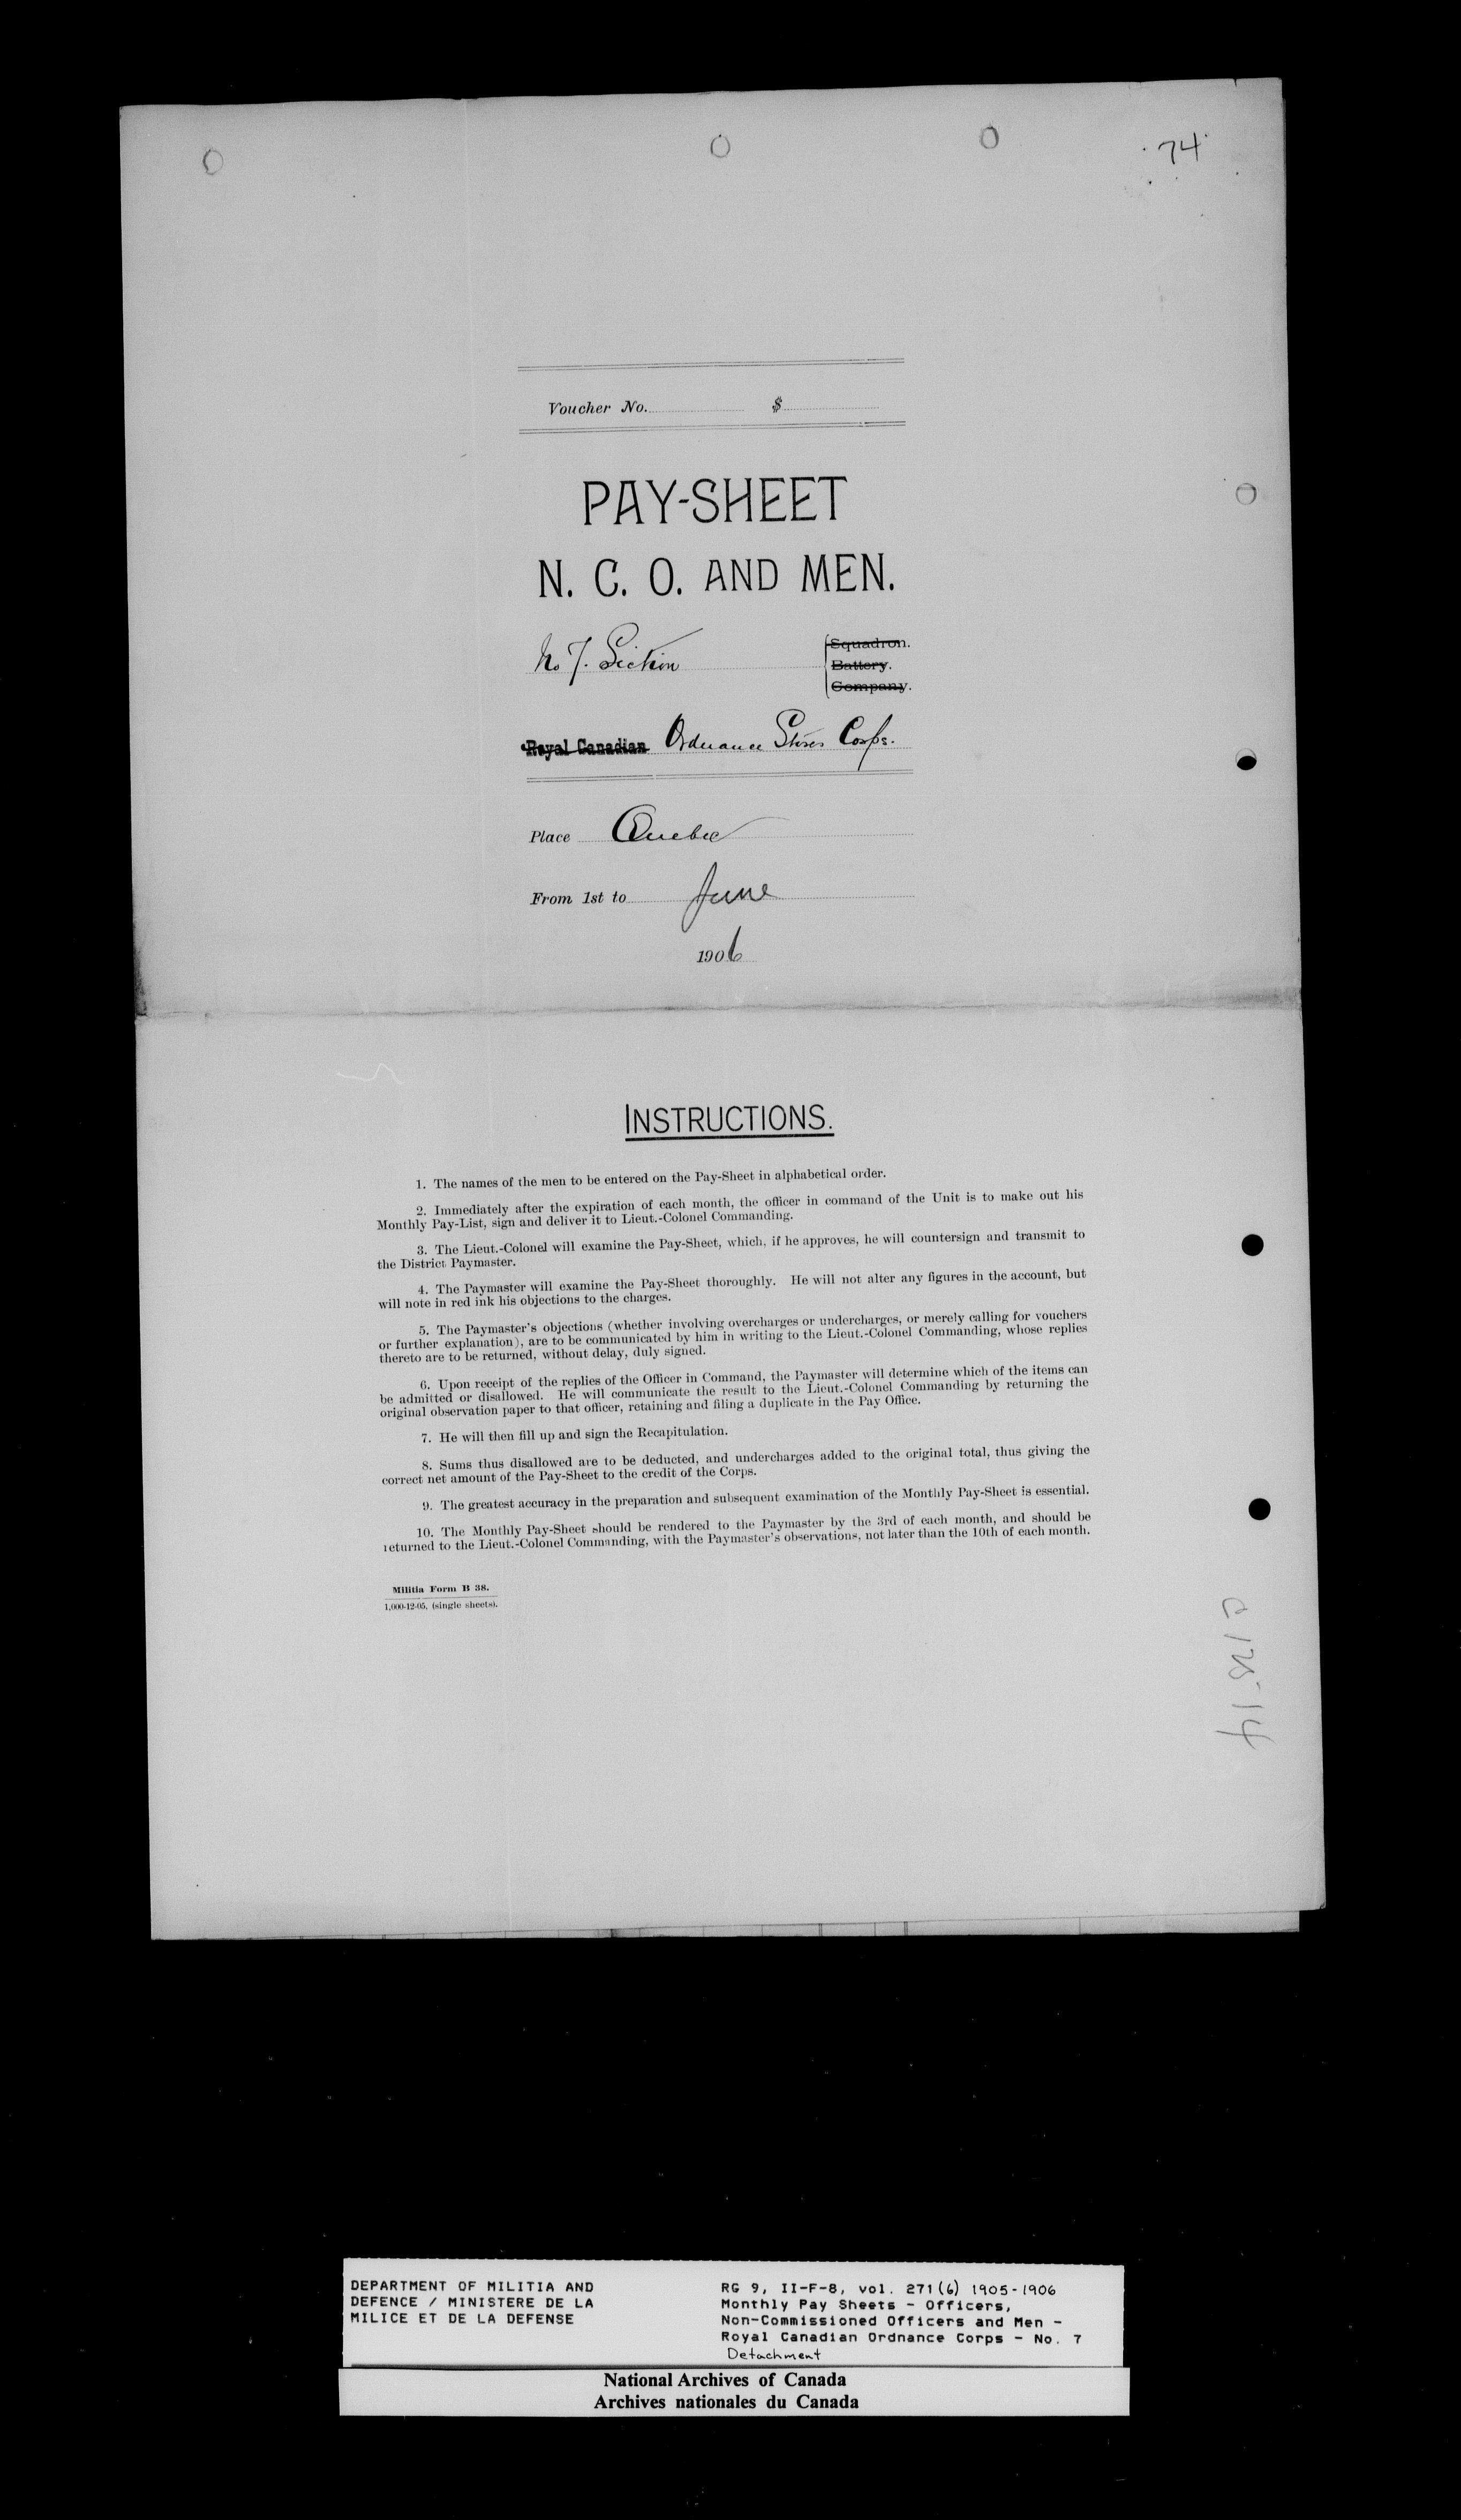 74
Voucher No. $
PAY-SHEET
N. C. O. AND MEN.
No 7. Section
Squadron.
Battery.
Company.
Royal Canadian Ordnance Stores Corps.
Place Quebec
From 1st to June
1906
INSTRUCTIONS.
1. The names of the men to be entered on the Pay-Sheet in alphabetical order.
2. Immediately after the expiration of each month, the officer in command of the Unit is to make out his
Monthly Pay-List, sign and deliver it to Lieut.-Colonel Commanding.
3. The Lieut.-Colonel will examine the Pay-Sheet, which, if he approves, he will countersign and transmit to
the District Paymaster.
4. The Paymaster will examine the Pay-Sheet thoroughly. He will not alter any figures in the account, but
will note in red ink his objections to the charges.
5. The Paymaster's objections (whether involving overcharges or undercharges, or merely calling for vouchers
or further explanation), are to be communicated by him in writing to the Lieut.-Colonel Commanding, whose replies
thereto are to be returned, without delay, duly signed.
6. Upon receipt of the replies of the Officer in Command, the Paymaster will determine which of the items can
be admitted or disallowed. He will communicate the result to the Lieut.-Colonel Commanding by returning the
original observation paper to that officer, retaining and filing a duplicate in the Pay Office.
7. He will then fill up and sign the Recapitulation.
8. Sums thus disallowed are to be deducted, and undercharges added to the original total, thus giving the
correct net amount of the Pay-Sheet to the credit of the Corps.
9. The greatest accuracy in the preparation and subsequent examination of the Monthly Pay-Sheet is essential.
10. The Monthly Pay-Sheet should be rendered to the Paymaster by the 3rd of each month, and should be
returned to the Lieut.-Colonel Commanding, with the Paymaster's observations, not later than the 10th of each month.
Militia Form B 38.
1,000-12-05. (single sheets).
DEPARTMENT OF MILITIA AND
DEFENCE / MINISTERE DE LA
MILICE ET DE LA DEFENSE
RG 9, II-F-8, vol. 271(6) 1905-1906
Monthly Pay Sheets - Officers,
Non-Commissioned Officers and Men -
Royal Canadian Ordnance Corps - No. 7
Detachment
National Archives of Canada
Archives nationales du Canada